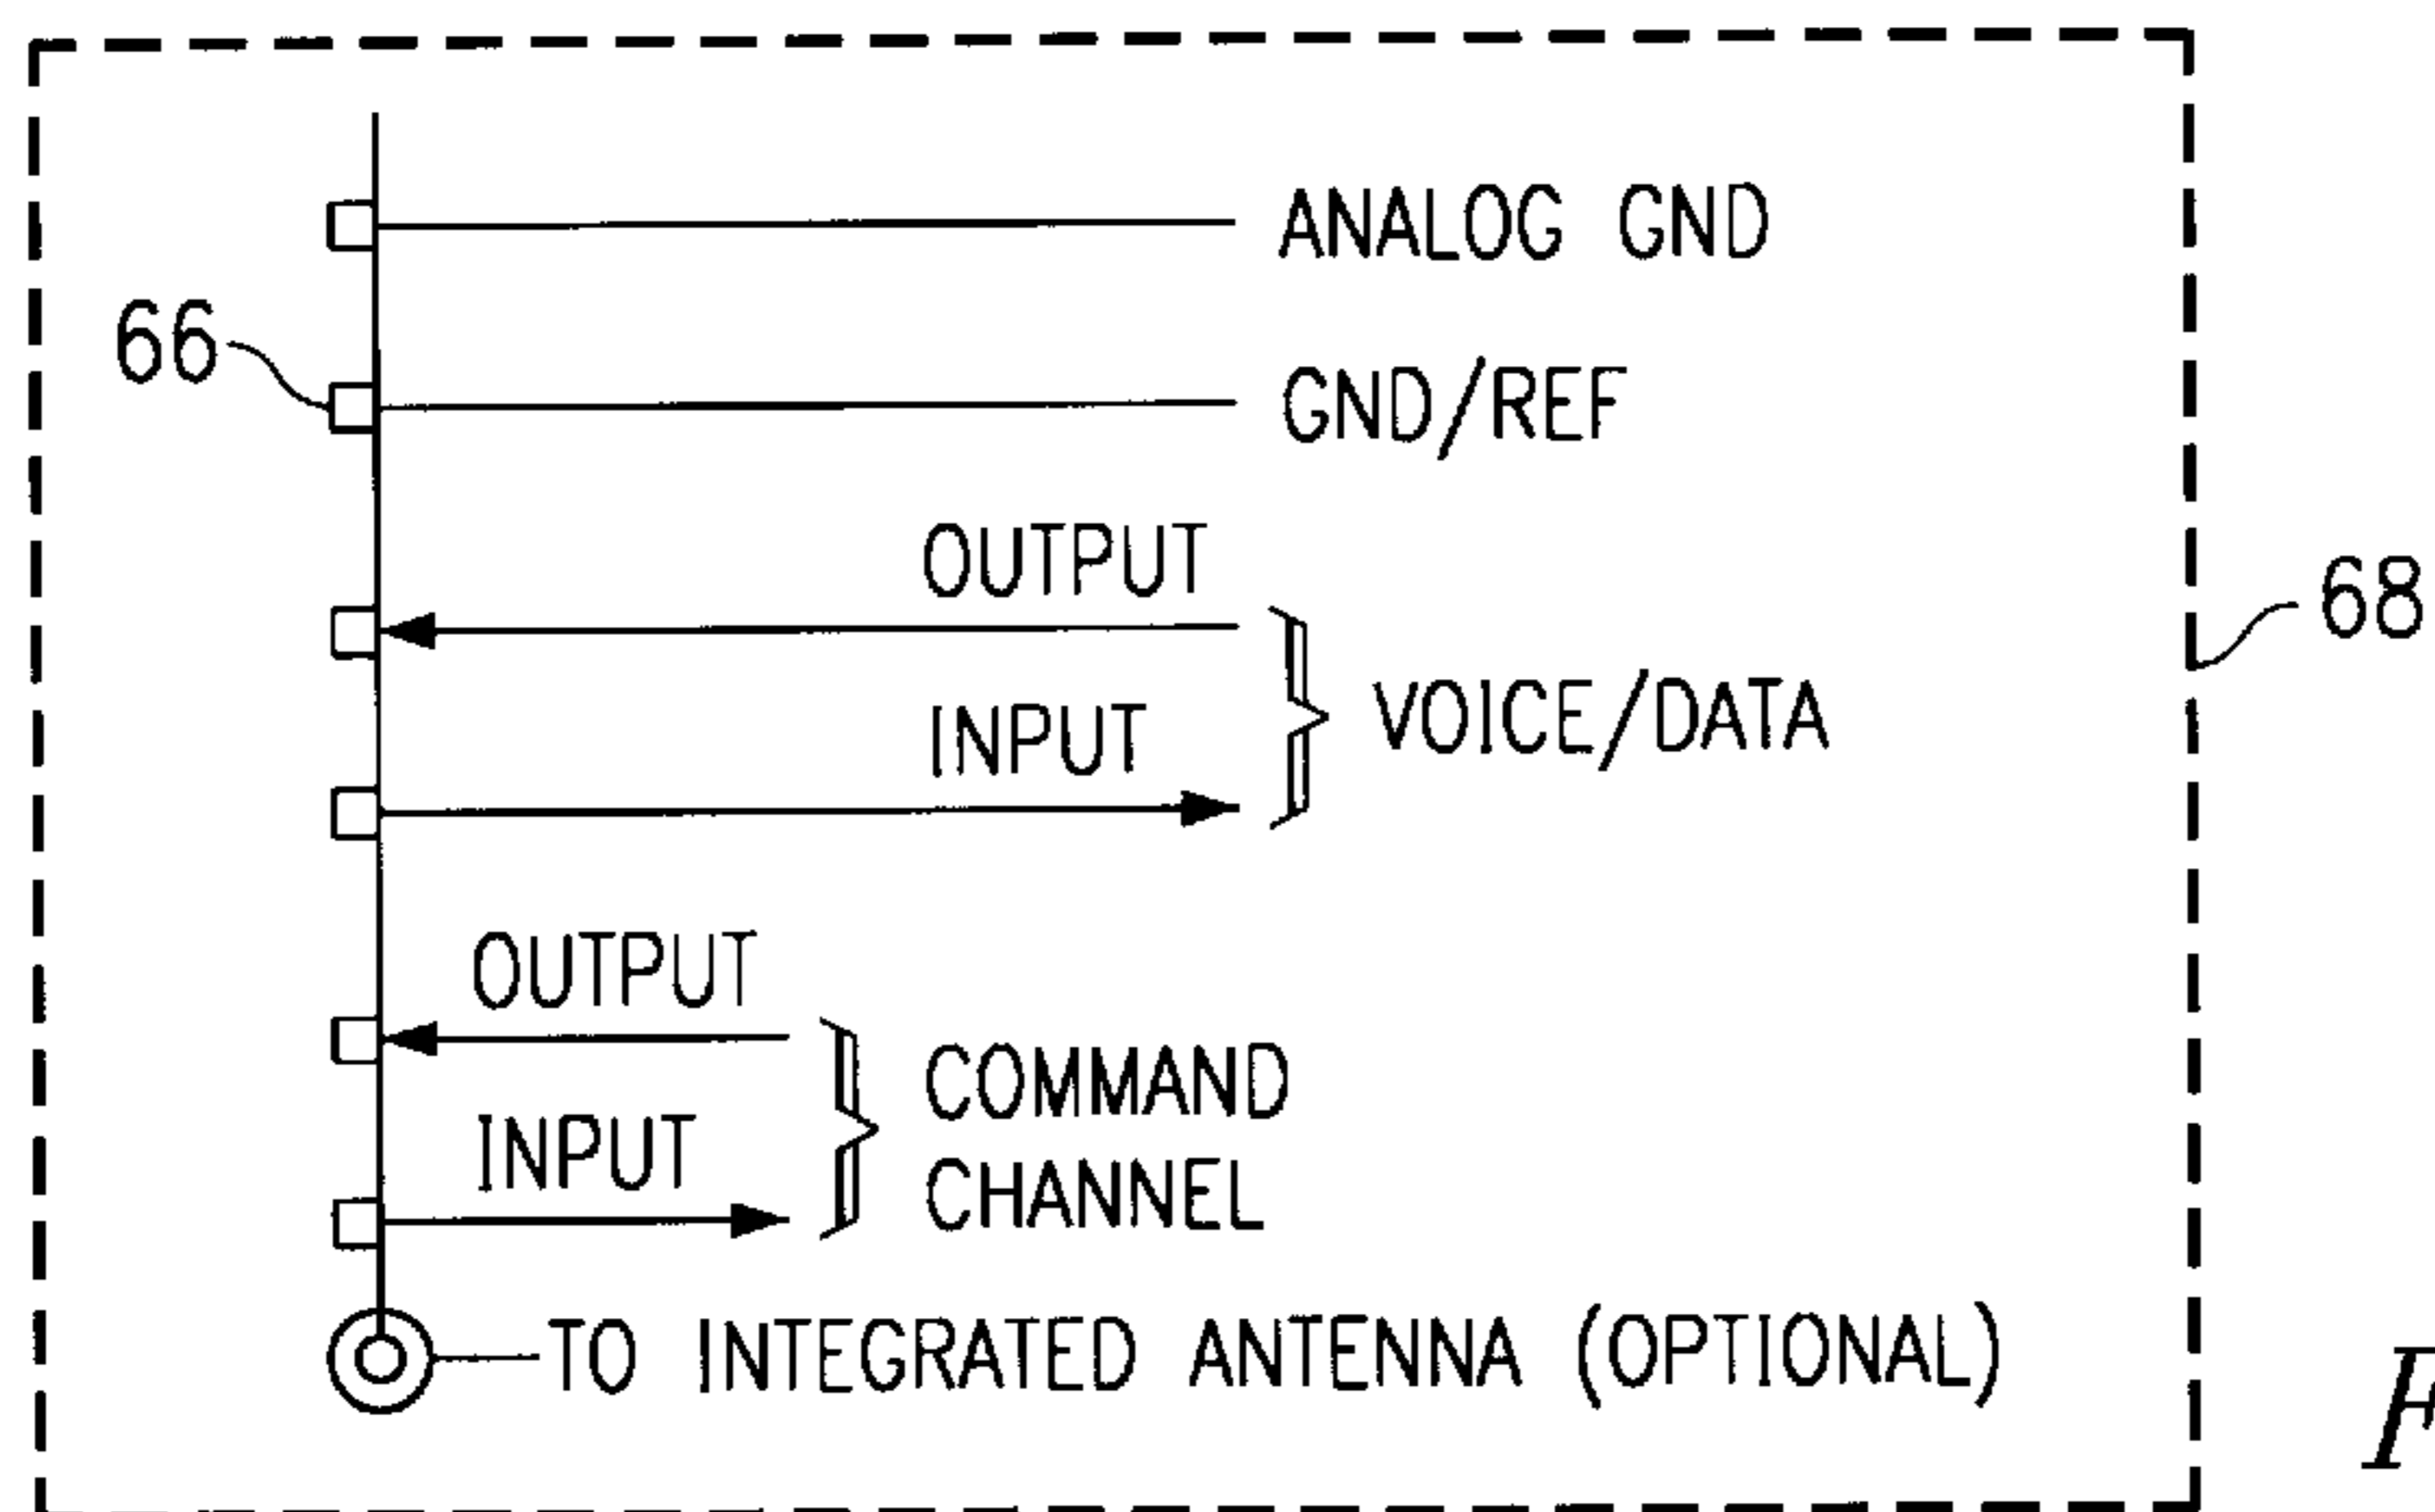 ANALOG GND
66
GND/REF
OUTPUT
68
INPUT
VOICE/DATA
OUTPUT
COMMAND
INPUT
CHANNEL
TO INTEGRATED ANTENNA (OPTIONAL)